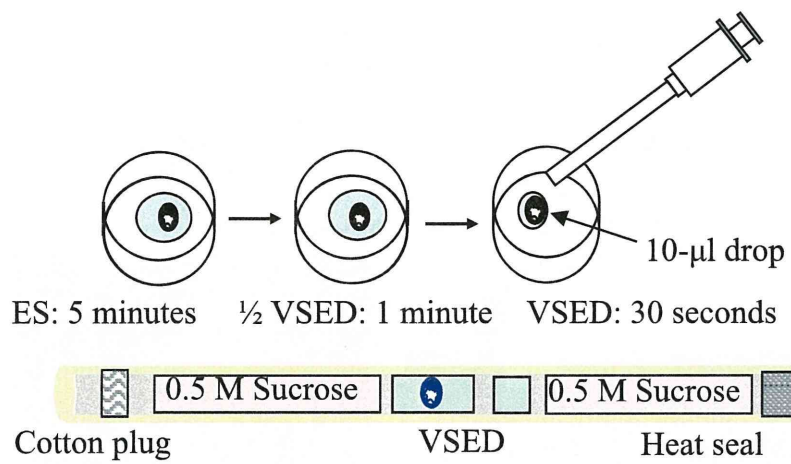 10-μl drop
ES: 5 minutes ½ VSED: 1 minute VSED: 30 seconds
0.5 M Sucrose 0.5 M Sucrose
Cotton plug VSED Heat seal